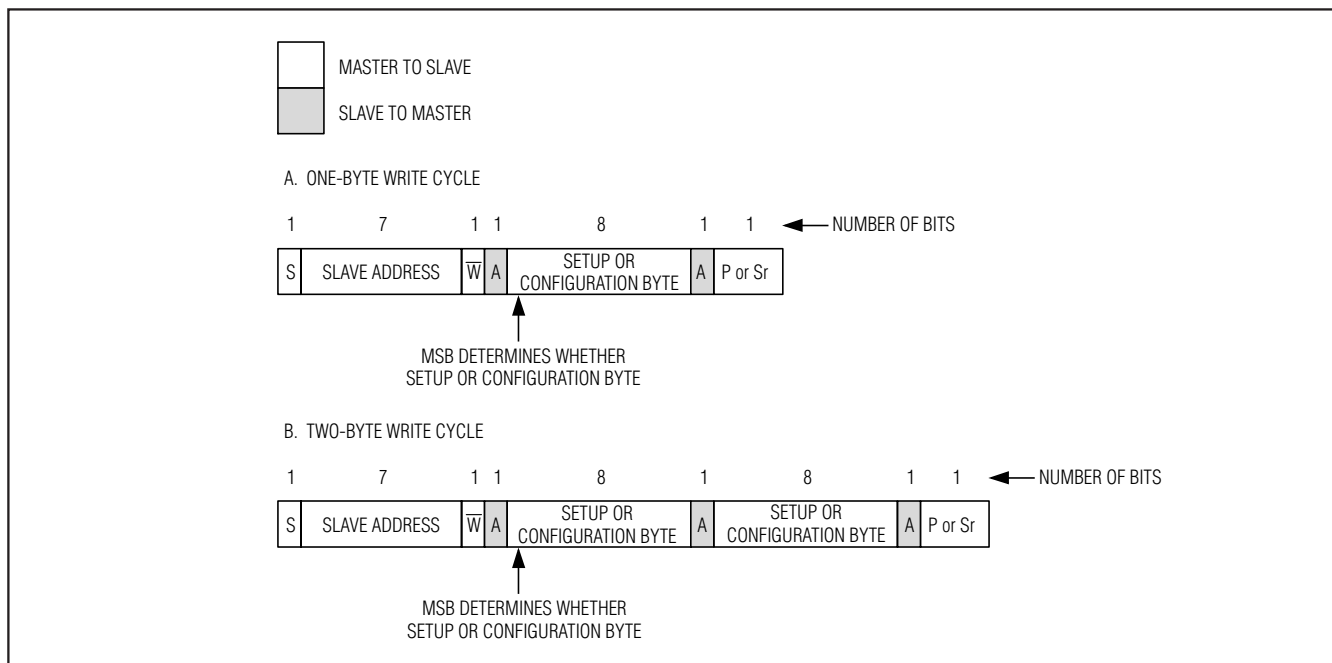 MASTER TO SLAVE
SLAVE TO MASTER
A. ONE-BYTE WRITE CYCLE
1 7 1 1 8 1 1 NUMBER OF BITS
S SLAVE ADDRESS W̅ A SETUP OR CONFIGURATION BYTE A P or Sr
MSB DETERMINES WHETHER
SETUP OR CONFIGURATION BYTE
B. TWO-BYTE WRITE CYCLE
1 7 1 1 8 1 8 1 1 NUMBER OF BITS
S SLAVE ADDRESS W̅ A SETUP OR CONFIGURATION BYTE A SETUP OR CONFIGURATION BYTE A P or Sr
MSB DETERMINES WHETHER
SETUP OR CONFIGURATION BYTE